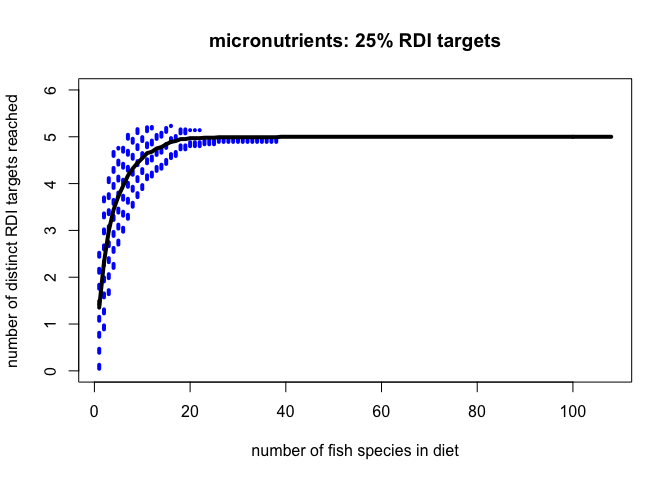 micronutrients: 25% RDI targets
number of distinct RDI targets reached
6
5
4
3
2
1
0
0 20 40 60 80 100
number of fish species in diet